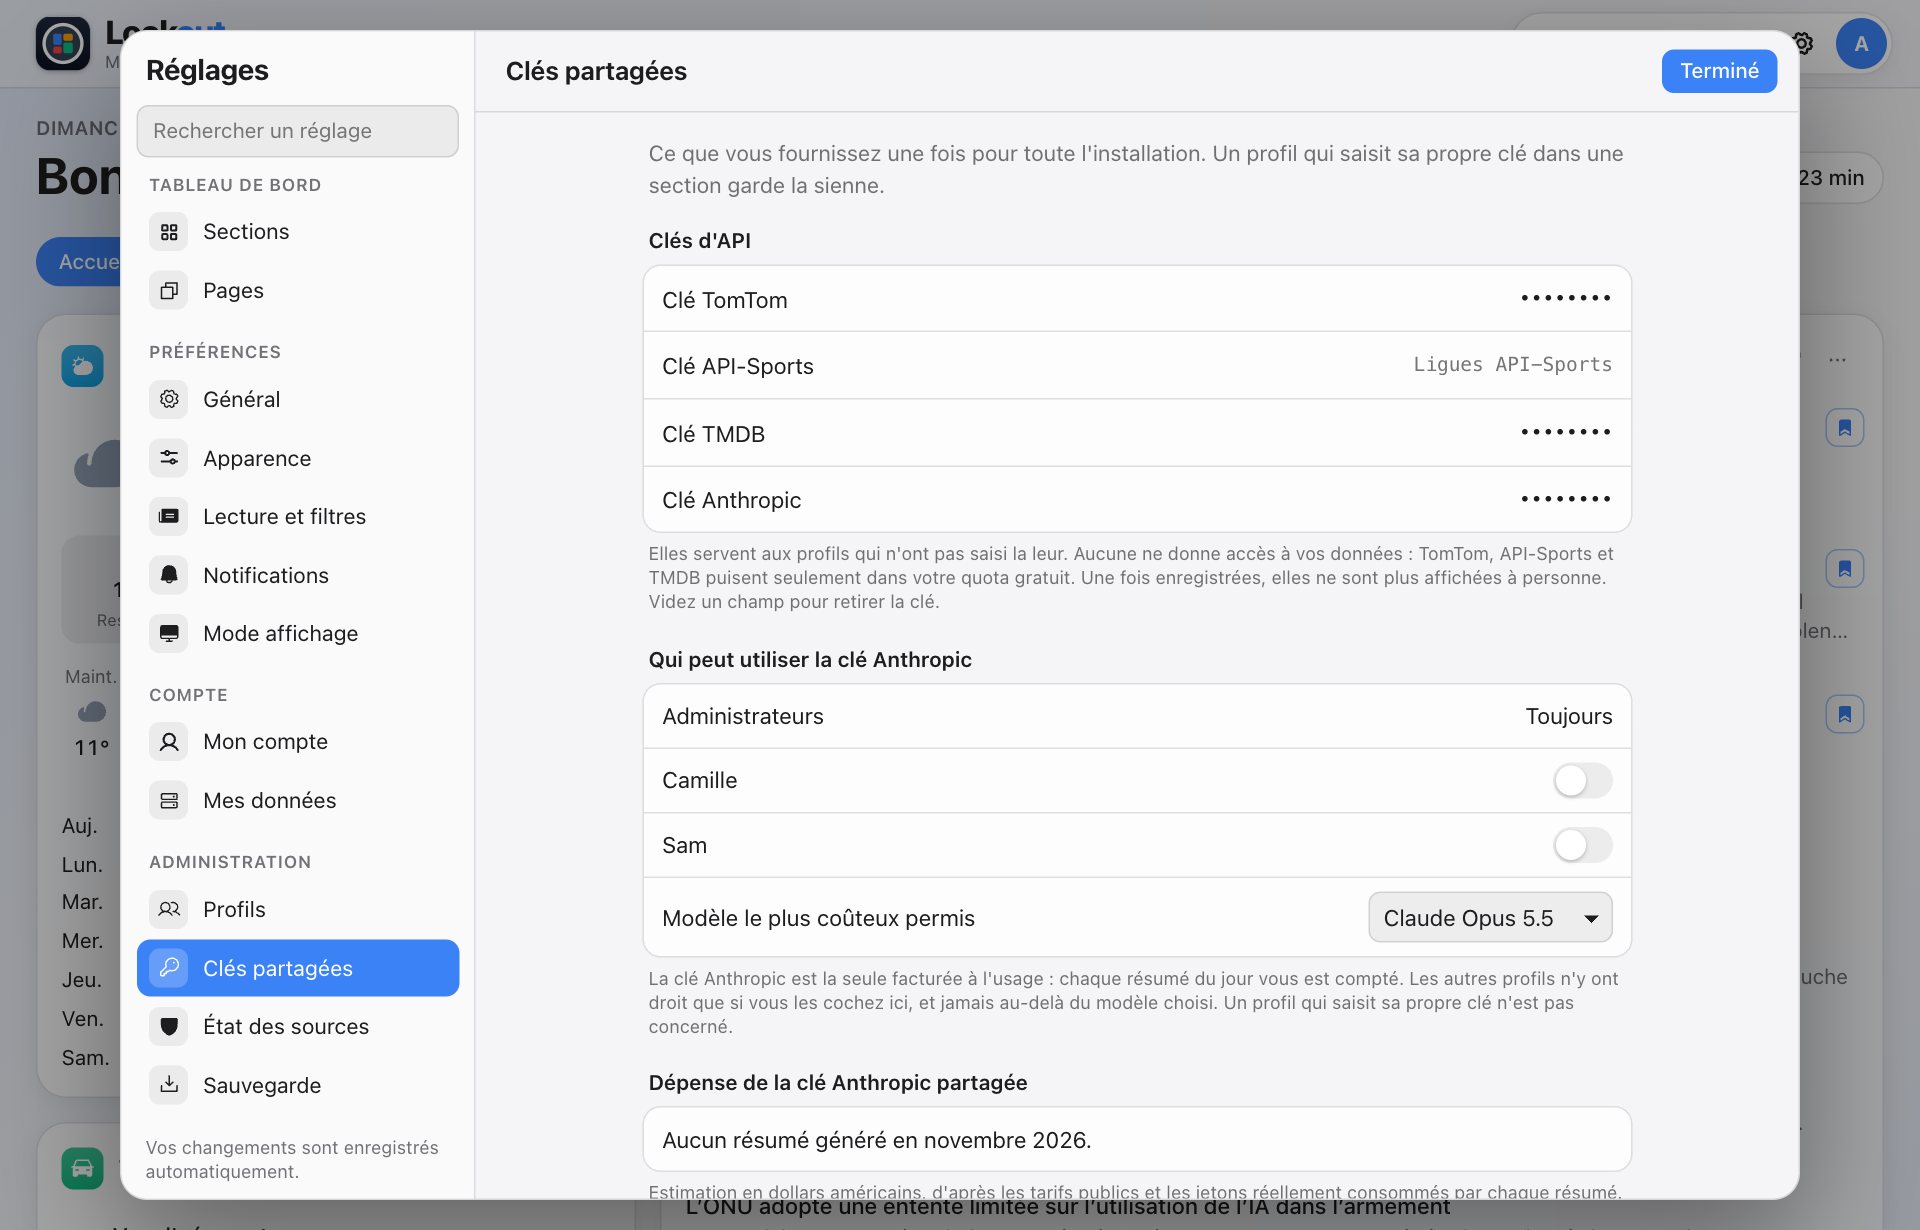 Réglages
Rechercher un réglage
TABLEAU DE BORD
Sections
Pages
PRÉFÉRENCES
Général
Apparence
Lecture et filtres
Notifications
Mode affichage
COMPTE
Mon compte
Mes données
ADMINISTRATION
Profils
Clés partagées
État des sources
Sauvegarde
Vos changements sont enregistrés
automatiquement.
Clés partagées
Terminé
Ce que vous fournissez une fois pour toute l'installation. Un profil qui saisit sa propre clé dans une
section garde la sienne.
Clés d'API
Clé TomTom ••••••••
Clé API-Sports Ligues API-Sports
Clé TMDB ••••••••
Clé Anthropic ••••••••
Elles servent aux profils qui n'ont pas saisi la leur. Aucune ne donne accès à vos données : TomTom, API-Sports et
TMDB puisent seulement dans votre quota gratuit. Une fois enregistrées, elles ne sont plus affichées à personne.
Videz un champ pour retirer la clé.
Qui peut utiliser la clé Anthropic
Administrateurs Toujours
Camille
Sam
Modèle le plus coûteux permis Claude Opus 5.5
La clé Anthropic est la seule facturée à l'usage : chaque résumé du jour vous est compté. Les autres profils n'y ont
droit que si vous les cochez ici, et jamais au-delà du modèle choisi. Un profil qui saisit sa propre clé n'est pas
concerné.
Dépense de la clé Anthropic partagée
Aucun résumé généré en novembre 2026.
Estimation en dollars américains, d'après les tarifs publics et les jetons réellement consommés par chaque résumé.
A
23 min
Maint.
11°
Auj.
Lun.
Mar.
Mer.
Jeu.
Ven.
Sam.
L'ONU adopte une entente limitée sur l'utilisation de l'IA dans l'armement